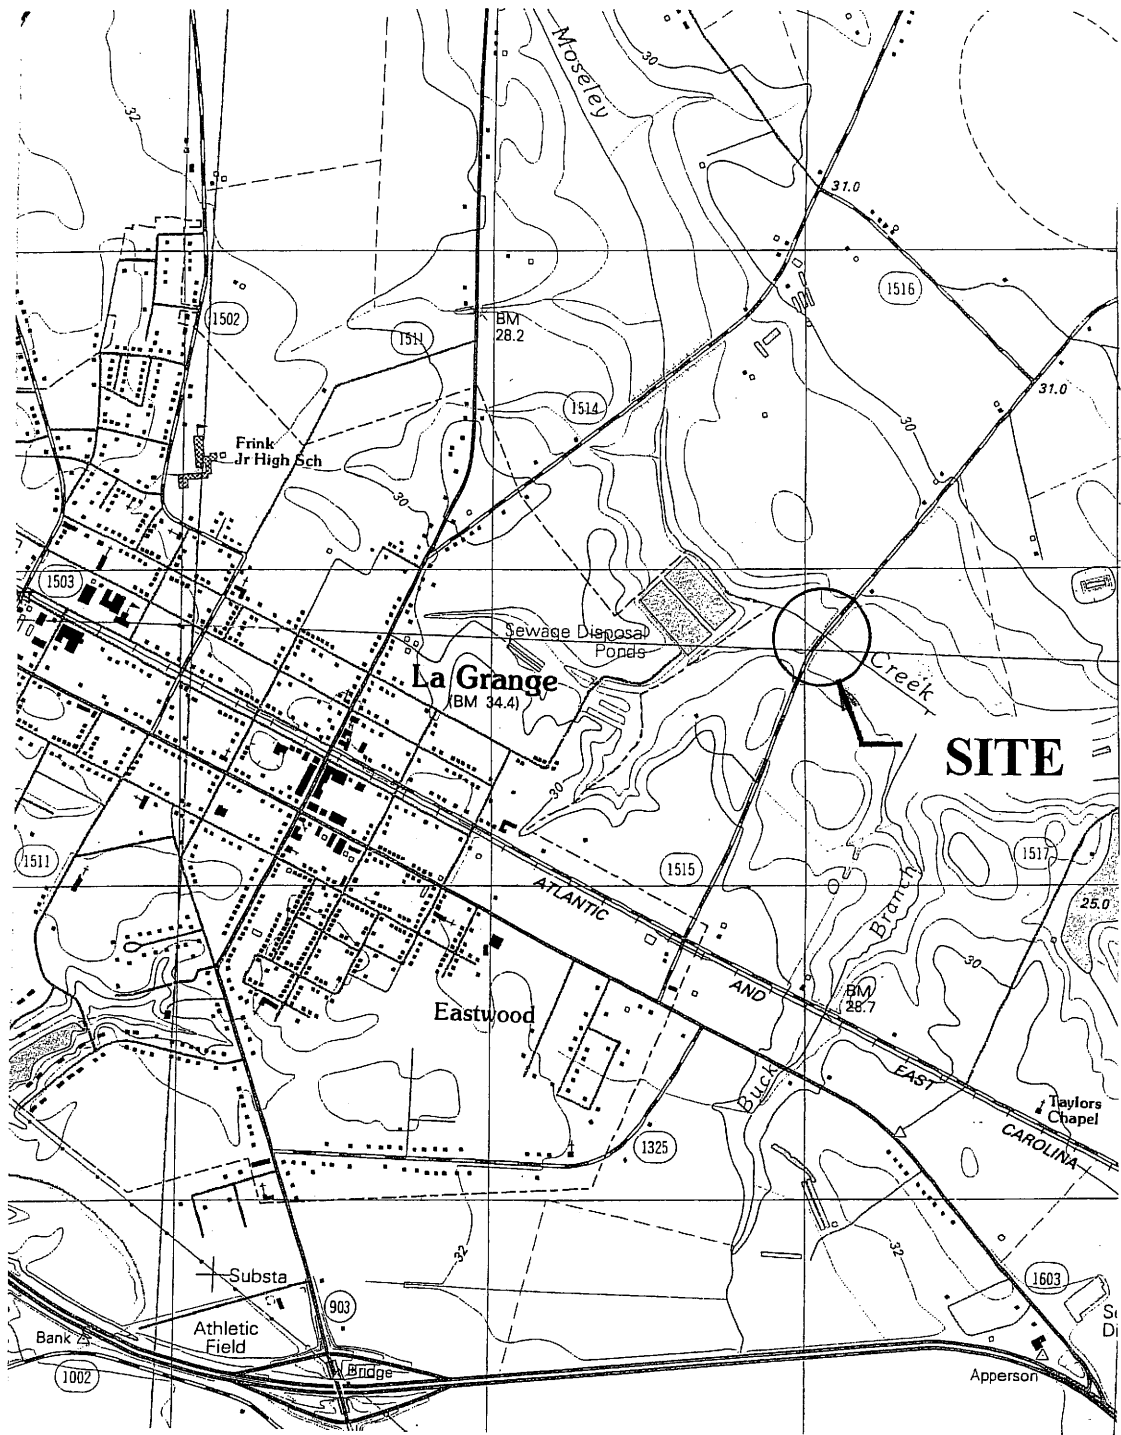 Moseley
30
32
31.0
1516
1502
BM
28.2
1511
31.0
1514
30
Frink
Jr High Sch
30
1503
Sewage Disposal
Ponds
Creek
La Grange
(BM 34.4)
SITE
30
1511
1515
1517
ATLANTIC
Branch
25.0
30
AND
BM
28.7
Eastwood
EAST
Buck
Taylors
Chapel
CAROLINA
1325
32
32
Substa
1603
903
Athletic
Field
Bank
Bridge
1002
Apperson